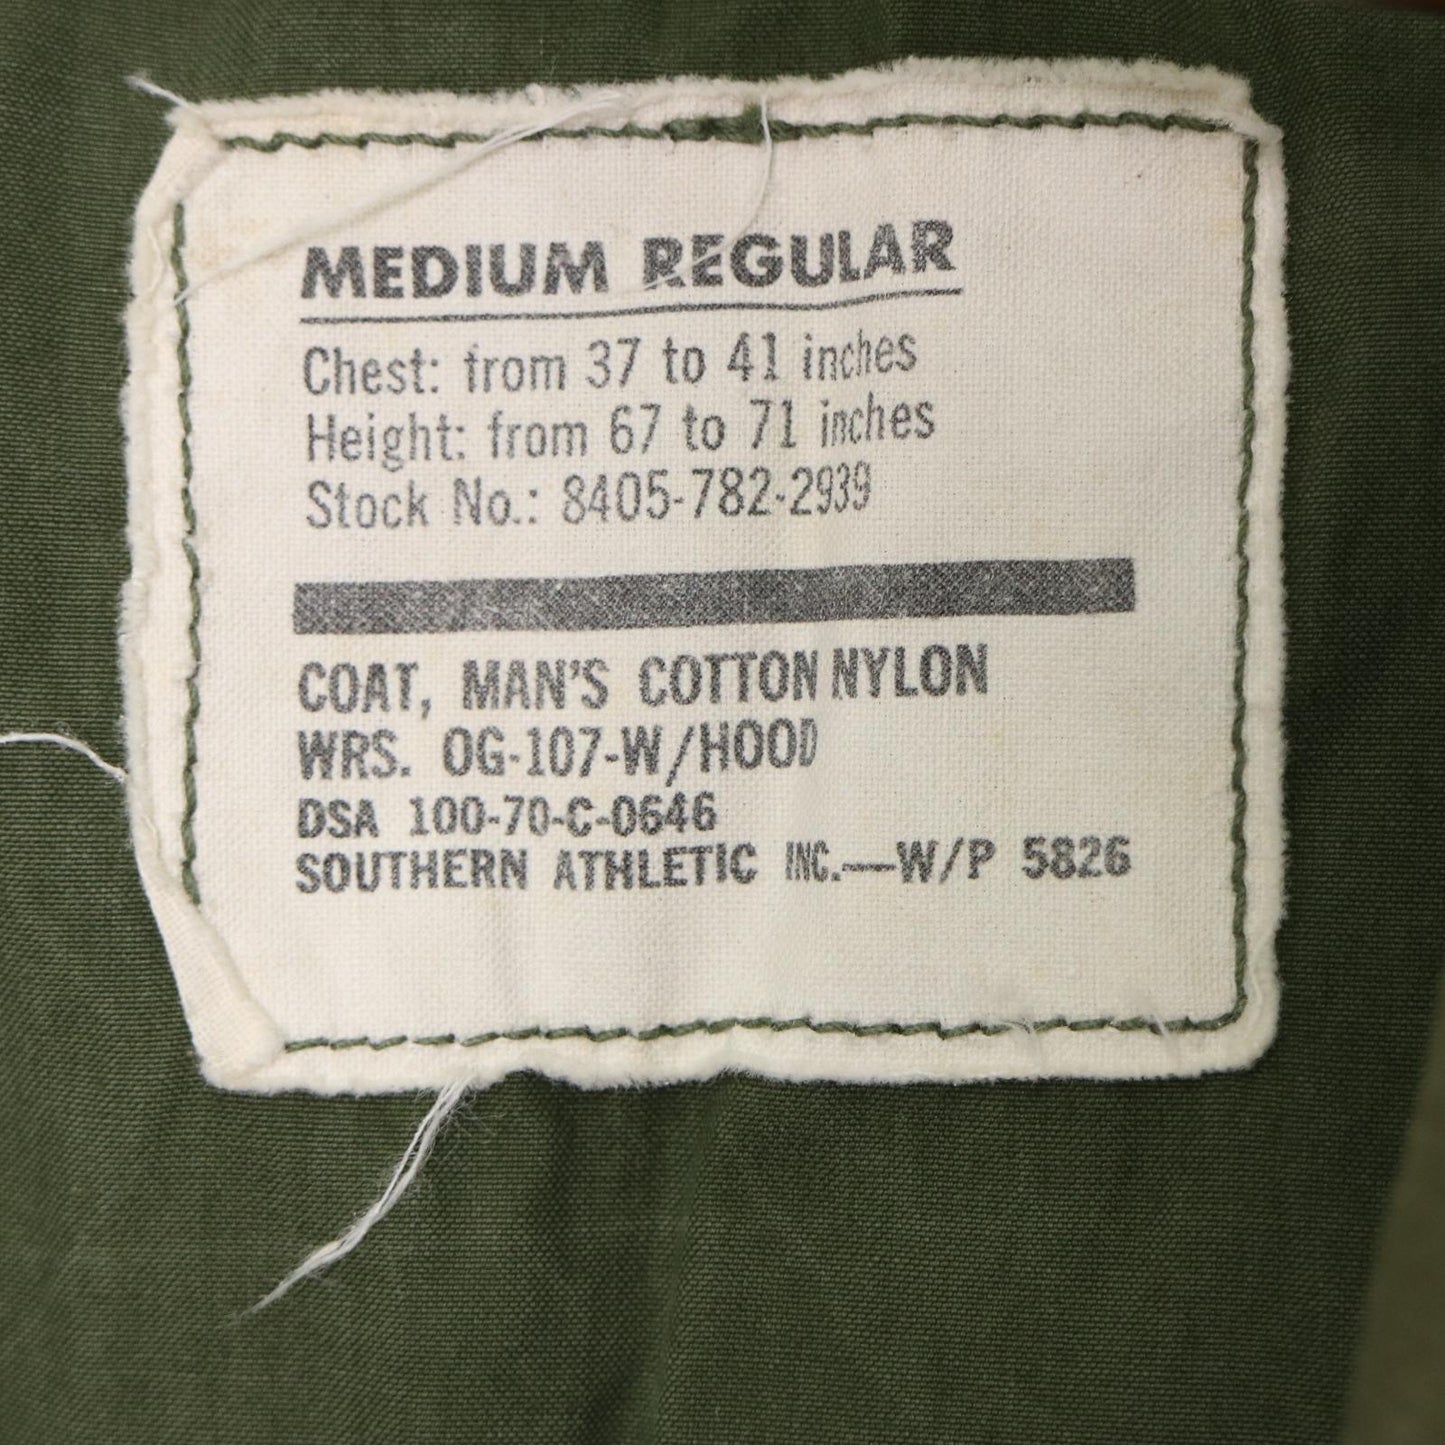 MEDIUM REGULAR
Chest: from 37 to 41 inches
Height: from 67 to 71 inches
Stock No.: 8405-782-2939
COAT, MAN'S COTTON NYLON
WRS. OG-107-W/HOOD
DSA 100-70-C-0646
SOUTHERN ATHLETIC INC.—W/P 5826